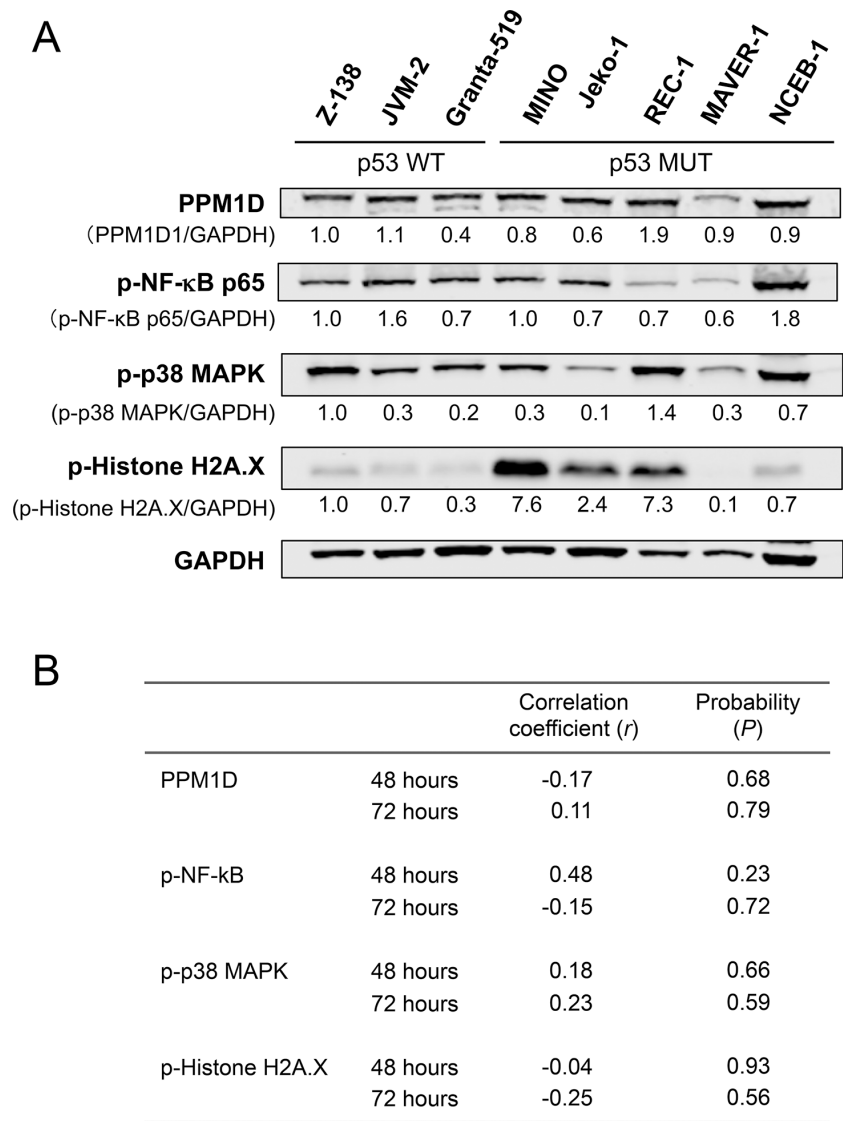 A
Z-138 JVM-2 Granta-519 MINO Jeko-1 REC-1 MAVER-1 NCEB-1
p53 WT p53 MUT
PPM1D
(PPM1D1/GAPDH) 1.0 1.1 0.4 0.8 0.6 1.9 0.9 0.9
p-NF-κB p65
(p-NF-κB p65/GAPDH) 1.0 1.6 0.7 1.0 0.7 0.7 0.6 1.8
p-p38 MAPK
(p-p38 MAPK/GAPDH) 1.0 0.3 0.2 0.3 0.1 1.4 0.3 0.7
p-Histone H2A.X
(p-Histone H2A.X/GAPDH) 1.0 0.7 0.3 7.6 2.4 7.3 0.1 0.7
GAPDH
B
Correlation Probability
coefficient (r) (P)
PPM1D 48 hours -0.17 0.68
72 hours 0.11 0.79
p-NF-kB 48 hours 0.48 0.23
72 hours -0.15 0.72
p-p38 MAPK 48 hours 0.18 0.66
72 hours 0.23 0.59
p-Histone H2A.X 48 hours -0.04 0.93
72 hours -0.25 0.56